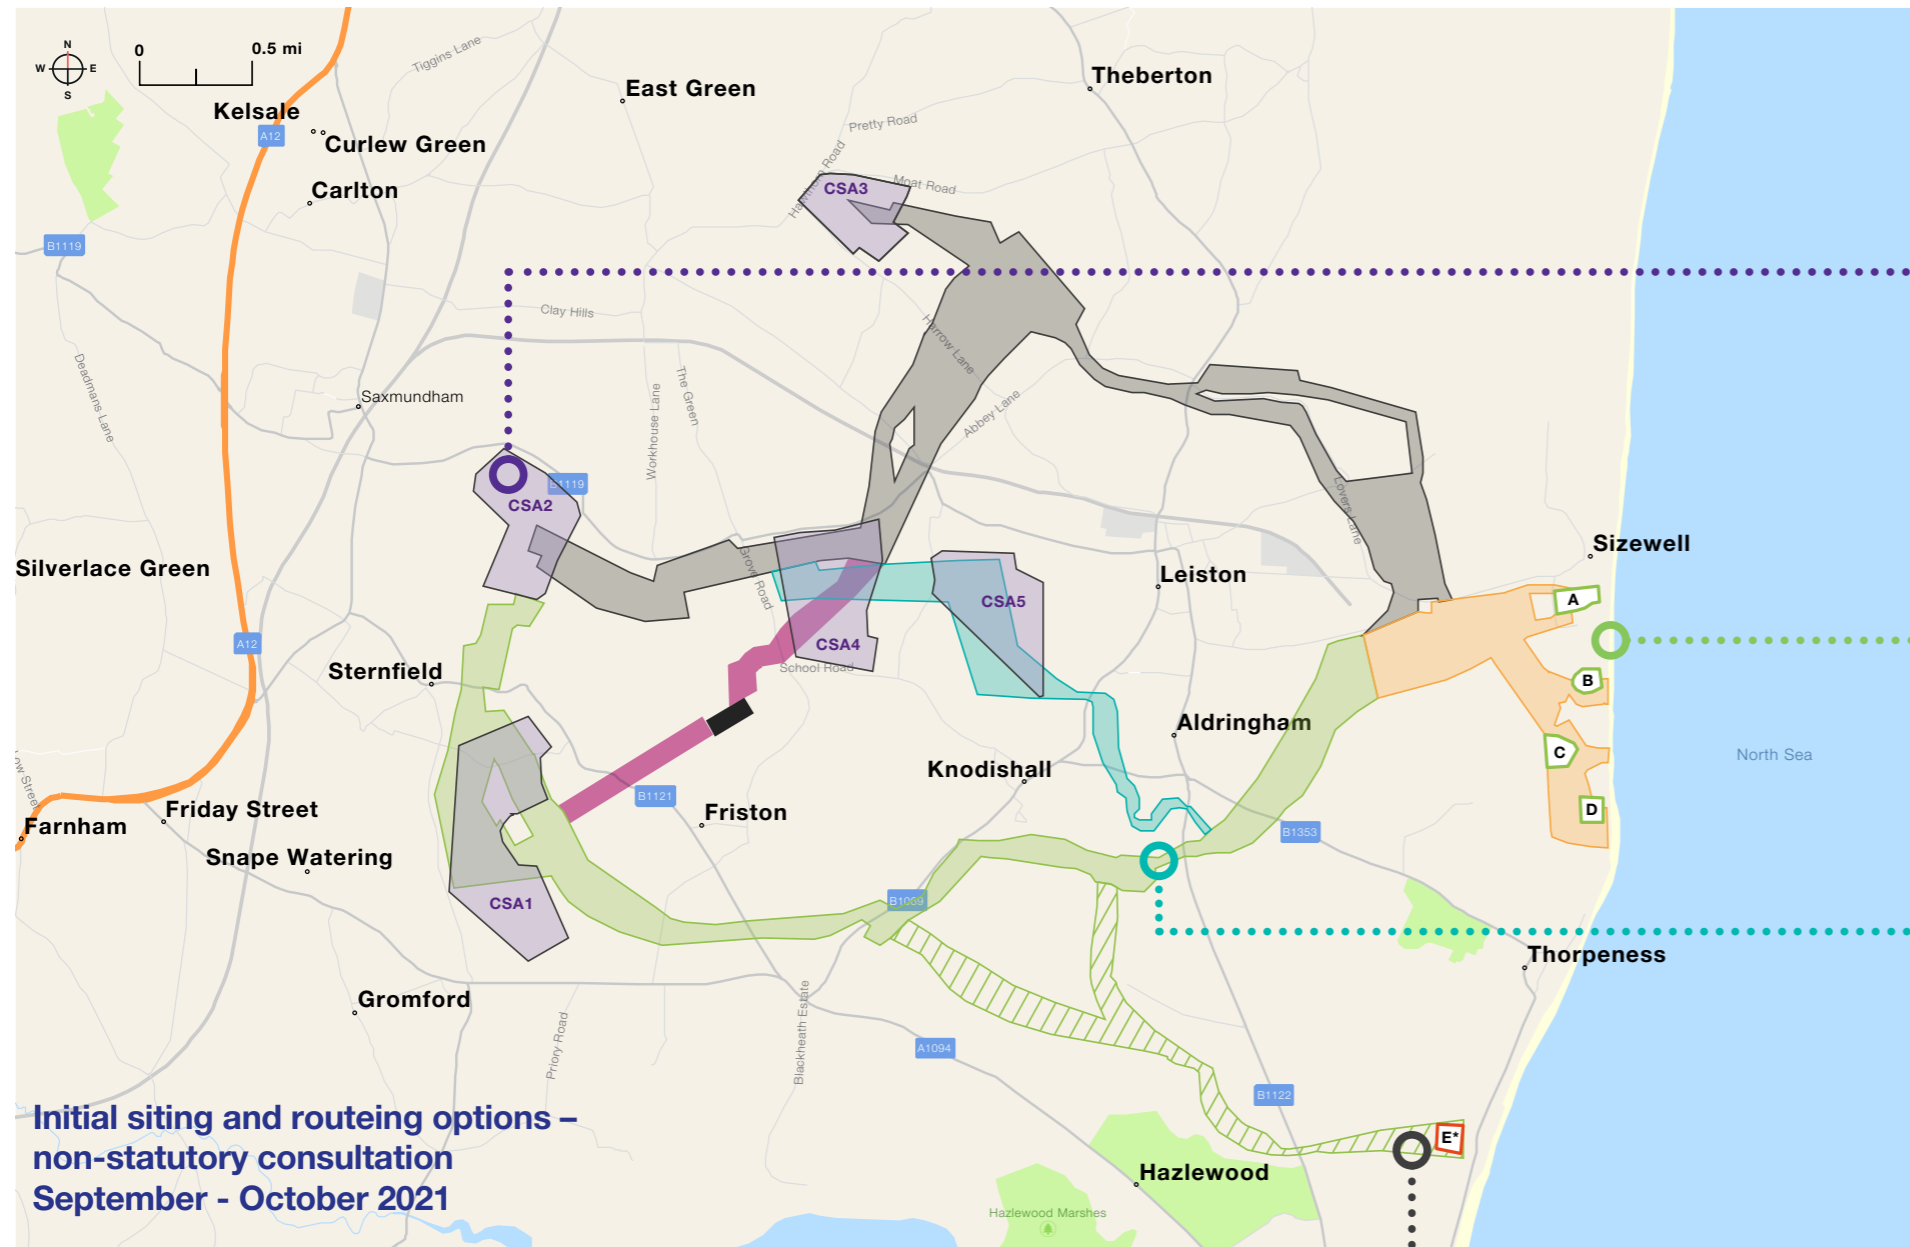 N
W E
S
0 0.5 mi
Tiggins Lane
Kelsale
A12
Curlew Green
Carlton
East Green
Theberton
Pretty Road
Moat Road
CSA3
B1119
Clay Hills
Harrow Lane
Deadmans Lane
Saxmundham
The Green
Workhouse Lane
Abbey Lane
B1119
CSA2
Lovers Lane
Sizewell
Silverlace Green
Grove Road
Leiston
CSA5
A
A12
CSA4
School Road
Sternfield
B
Aldringham
C
North Sea
Knodishall
B1121
Friston
D
Low Street
Farnham
Friday Street
B1353
Snape Watering
CSA1
B1069
Thorpeness
Gromford
Blackheath Estate
Priory Road
A1094
B1122
E*
Hazlewood
Hazlewood Marshes
Initial siting and routeing options –
non-statutory consultation
September - October 2021